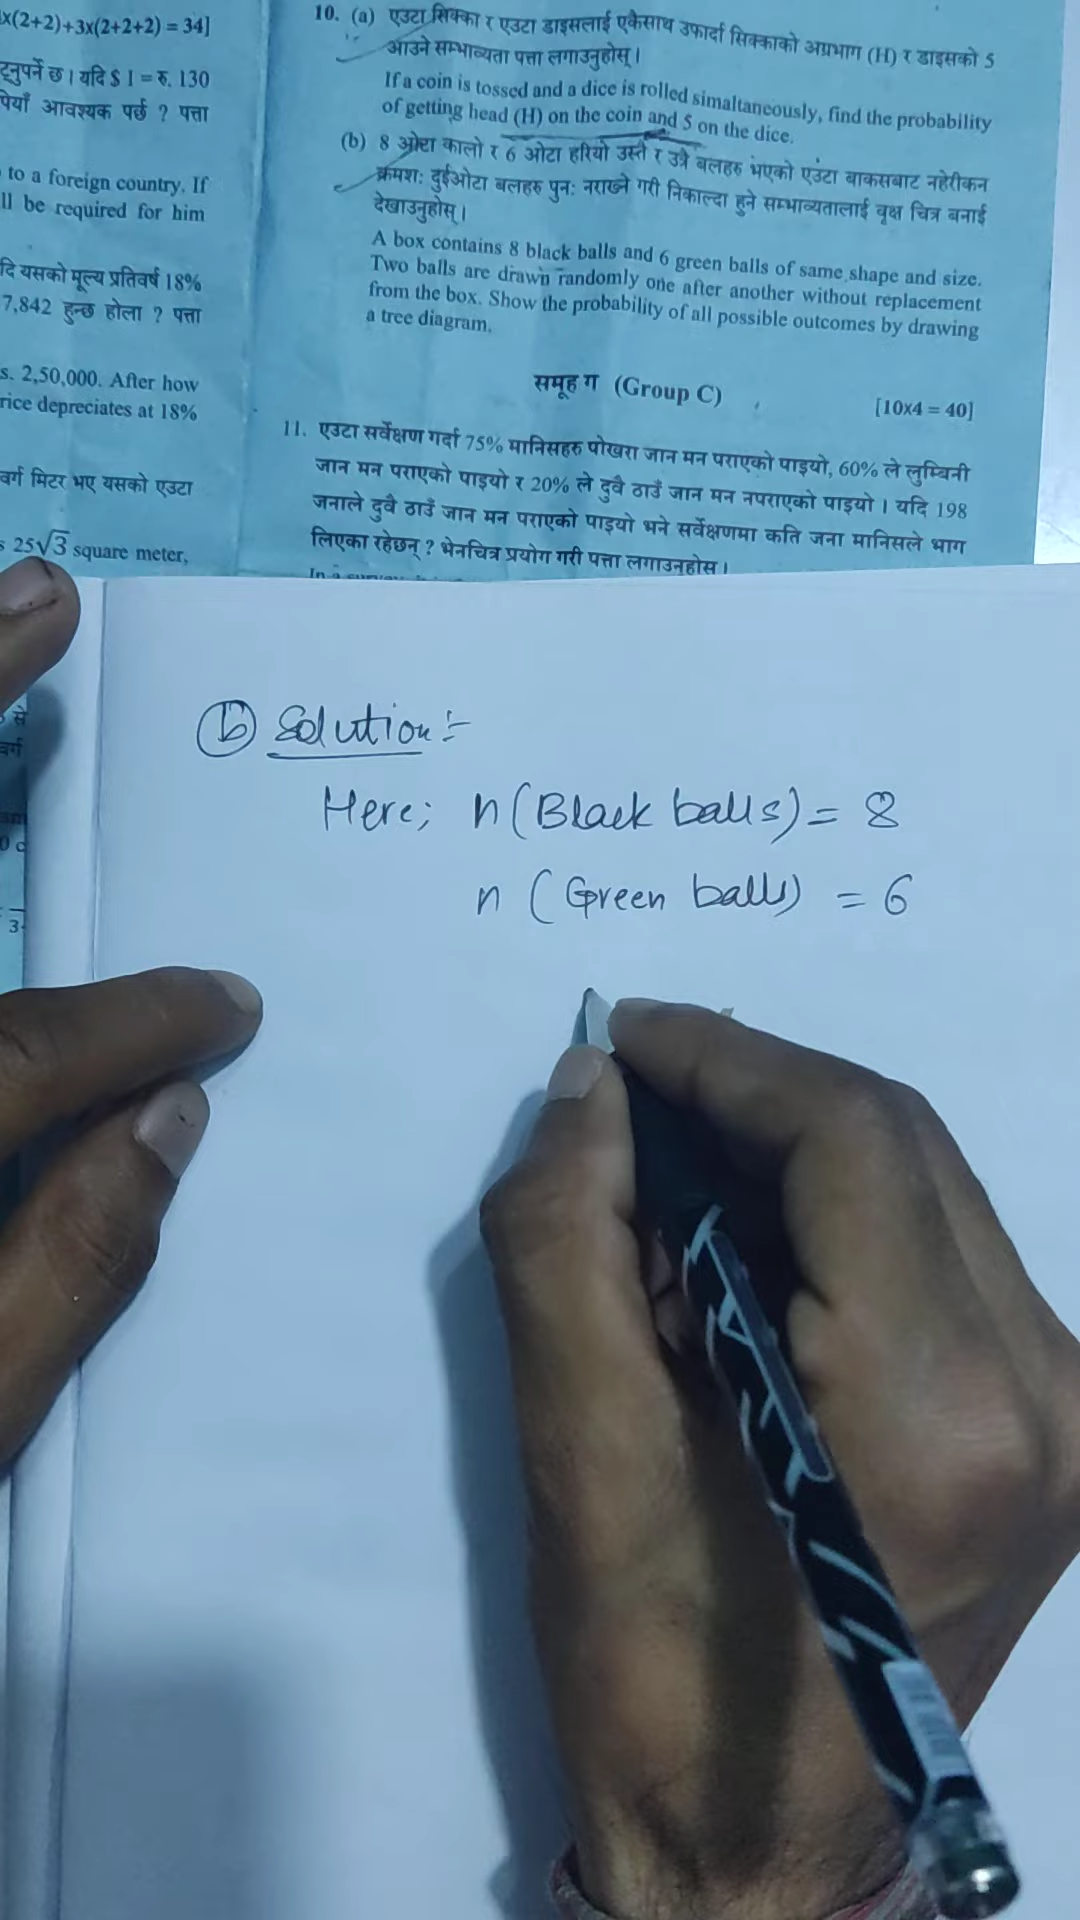 x(2+2)+3x(2+2+2) = 34]
ट्नुपर्ने छ। यदि $ 1 = रु. 130
पियाँ आवश्यक पर्छ ? पत्ता
to a foreign country. If
ll be required for him
दि यसको मूल्य प्रतिवर्ष 18%
7,842 हुन्छ होला ? पत्ता
s. 2,50,000. After how
rice depreciates at 18%
वर्ग मिटर भए यसको एउटा
s 25√3 square meter,
10. (a) एउटा सिक्का र एउटा डाइसलाई एकैसाथ उफार्दा सिक्काको अग्रभाग (H) र डाइसको 5
आउने सम्भाव्यता पत्ता लगाउनुहोस्।
If a coin is tossed and a dice is rolled simaltaneously, find the probability
of getting head (H) on the coin and 5 on the dice.
(b) 8 ओटा कालो र 6 ओटा हरियो उस्तै र उत्रै बलहरु भएको एउटा बाकसबाट नहेरीकन
क्रमशः दुईओटा बलहरु पुनः नराख्ने गरी निकाल्दा हुने सम्भाव्यतालाई वृक्ष चित्र बनाई
देखाउनुहोस्।
A box contains 8 black balls and 6 green balls of same shape and size.
Two balls are drawn randomly one after another without replacement
from the box. Show the probability of all possible outcomes by drawing
a tree diagram.
समूह ग (Group C)
[10x4 = 40]
11. एउटा सर्वेक्षण गर्दा 75% मानिसहरु पोखरा जान मन पराएको पाइयो, 60% ले लुम्बिनी
जान मन पराएको पाइयो र 20% ले दुवै ठाउँ जान मन नपराएको पाइयो। यदि 198
जनाले दुवै ठाउँ जान मन पराएको पाइयो भने सर्वेक्षणमा कति जना मानिसले भाग
लिएका रहेछन् ? भेनचित्र प्रयोग गरी पत्ता लगाउनुहोस।
(b) Solution :-
Here; n (Black balls) = 8
n (Green balls) = 6